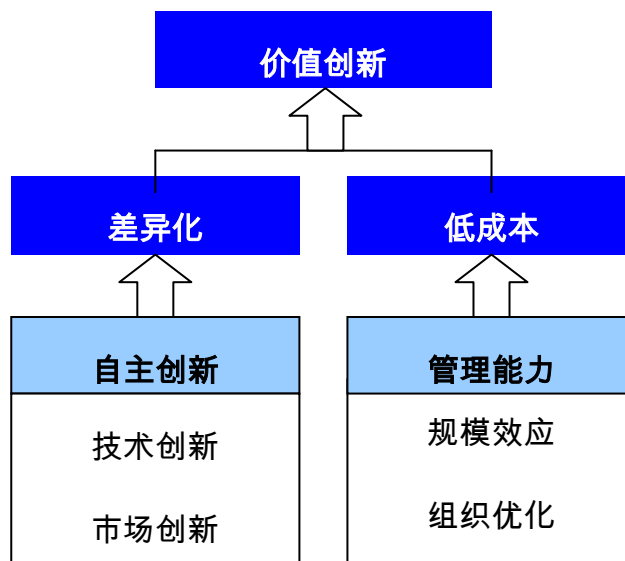 价值创新
差异化
低成本
自主创新
管理能力
技术创新
规模效应
市场创新
组织优化